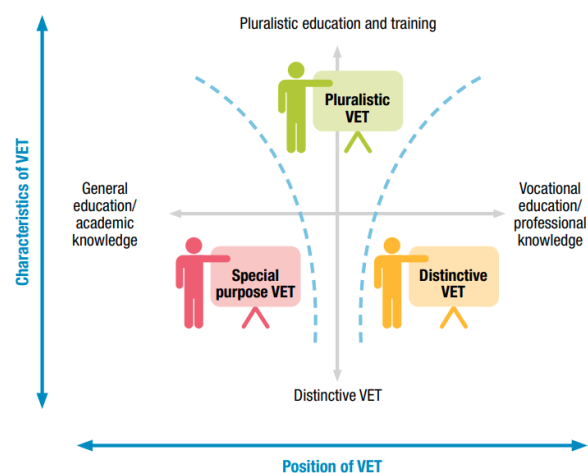 Pluralistic education and training
Pluralistic
VET
Characteristics of VET
General
education/
academic
knowledge
Vocational
education/
professional
knowledge
Special
purpose VET
Distinctive
VET
Distinctive VET
Position of VET